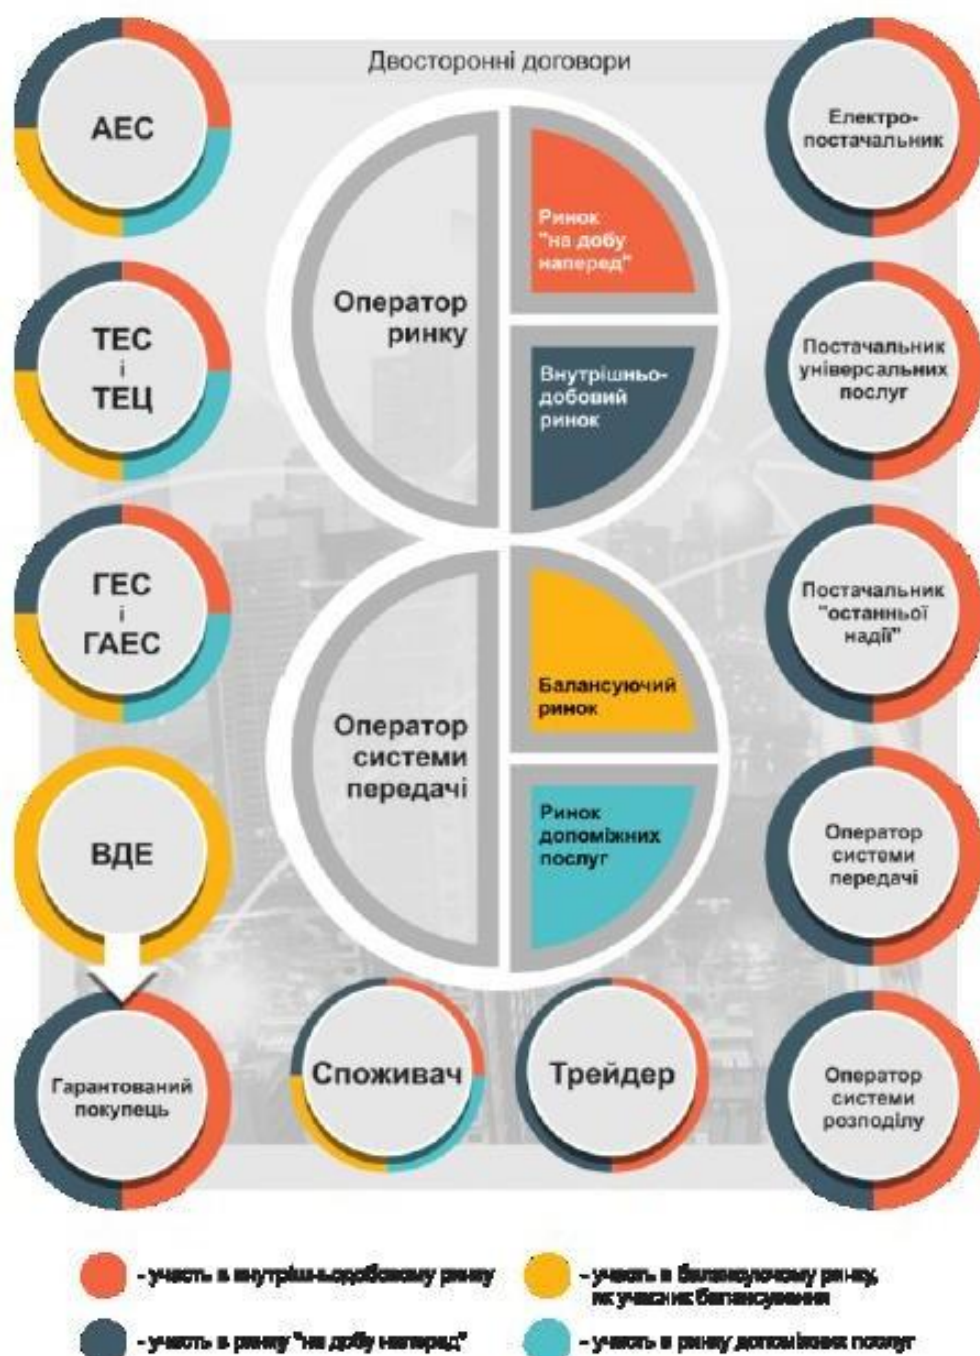 Двосторонні договори
АЕС
ТЕС
і
ТЕЦ
ГЕС
і
ГАЕС
ВДЕ
Гарантований
покупець
Оператор
ринку
Ринок
"на добу
наперед"
Внутрішньо-
добовий
ринок
Оператор
системи
передачі
Балансуючий
ринок
Ринок
допоміжних
послуг
Споживач
Трейдер
Електро-
постачальник
Постачальник
універсальних
послуг
Постачальник
"останньої
надії"
Оператор
системи
передачі
Оператор
системи
розподілу
- участь в внутрішньодобовому ринку
- участь в ринку "на добу наперед"
- участь в балансуючому ринку,
як учасник балансування
- участь в ринку допоміжних послуг